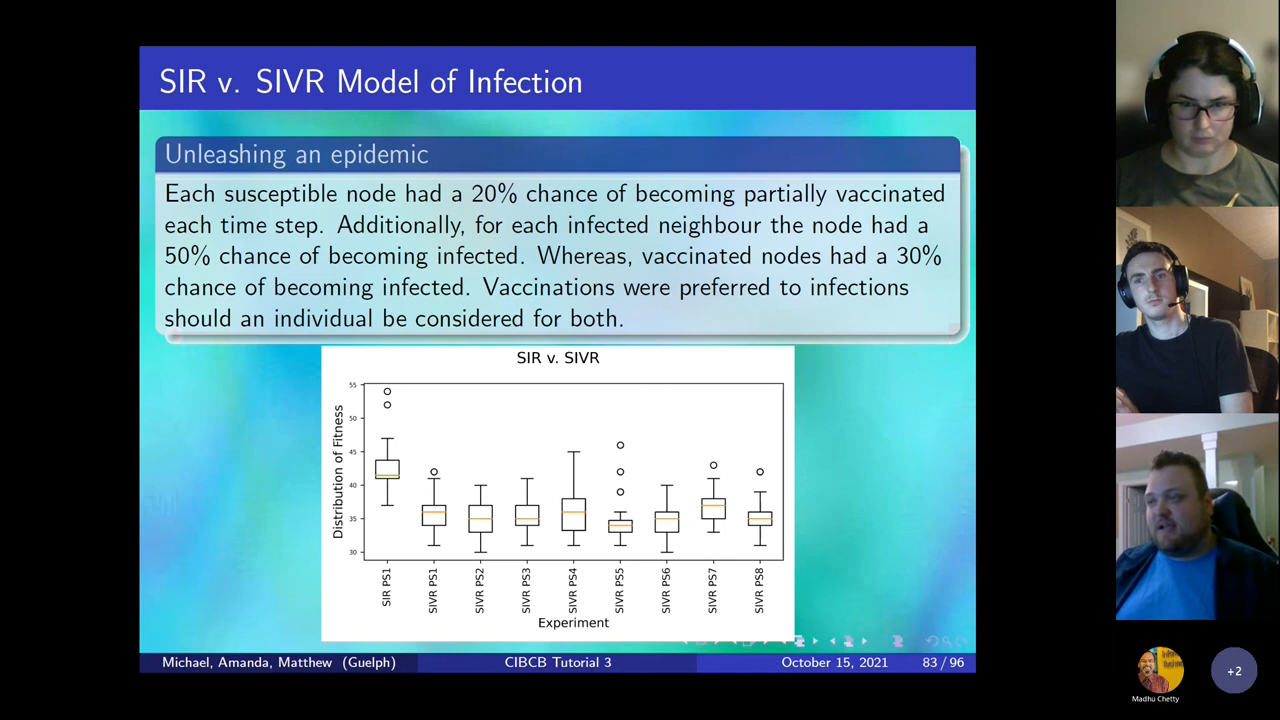 SIR v. SIVR Model of Infection
Unleashing an epidemic
Each susceptible node had a 20% chance of becoming partially vaccinated
each time step. Additionally, for each infected neighbour the node had a
50% chance of becoming infected. Whereas, vaccinated nodes had a 30%
chance of becoming infected. Vaccinations were preferred to infections
should an individual be considered for both.
SIR v. SIVR
Distribution of Fitness
55
50
45
40
35
30
SIR PS1
SIVR PS1
SIVR PS2
SIVR PS3
SIVR PS4
SIVR PS5
SIVR PS6
SIVR PS7
SIVR PS8
Experiment
Michael, Amanda, Matthew (Guelph)
CIBCB Tutorial 3
October 15, 2021
83 / 96
Madhu Chetty
+2